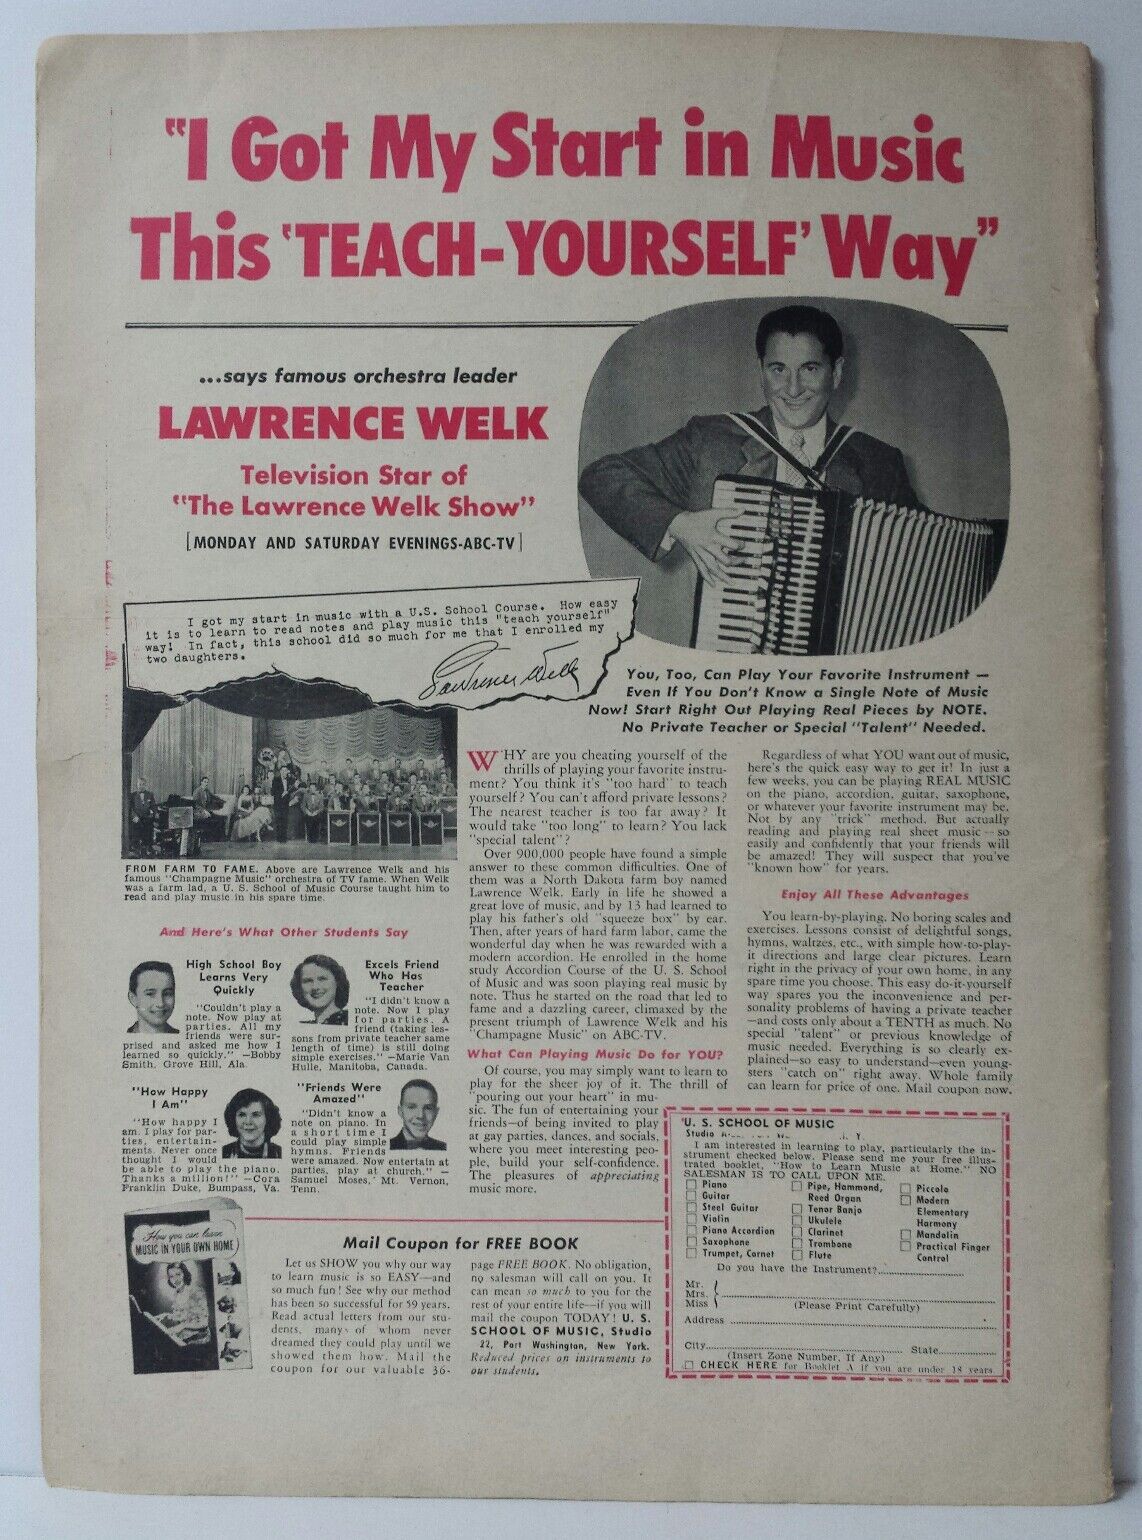 "I Got My Start in Music
This 'TEACH-YOURSELF' Way"
...says famous orchestra leader
LAWRENCE WELK
Television Star of
"The Lawrence Welk Show"
[MONDAY AND SATURDAY EVENINGS-ABC-TV]
I got my start in music with a U.S. School Course. How easy
it is to learn to read notes and play music this "teach yourself"
way! In fact, this school did so much for me that I enrolled my
two daughters.
Lawrence Welk
You, Too, Can Play Your Favorite Instrument —
Even If You Don't Know a Single Note of Music
Now! Start Right Out Playing Real Pieces by NOTE.
No Private Teacher or Special "Talent" Needed.
FROM FARM TO FAME. Above are Lawrence Welk and his
famous "Champagne Music" orchestra of TV fame. When Welk
was a farm lad, a U. S. School of Music Course taught him to
read and play music in his spare time.
And Here's What Other Students Say
High School Boy
Learns Very
Quickly
"Couldn't play a
note. Now play at
parties. All my
friends were sur-
prised and asked me how I
learned so quickly." —Bobby
Smith, Grove Hill, Ala.
Excels Friend
Who Has
Teacher
"I didn't know a
note. Now I play
for parties. A
friend (taking les-
sons from private teacher same
length of time) is still doing
simple exercises." —Marie Van
Hulle, Manitoba, Canada.
"How Happy
I Am"
"How happy I
am. I play for par-
ties, entertain-
ments. Never once
thought I would
be able to play the piano.
Thanks a million!" —Cora
Franklin Duke, Bumpass, Va.
"Friends Were
Amazed"
"Didn't know a
note on piano. In
a short time I
could play simple
hymns. Friends
were amazed. Now entertain at
parties, play at church." —
Samuel Moses, Mt. Vernon,
Tenn.
WHY are you cheating yourself of the
thrills of playing your favorite instru-
ment? You think it's "too hard" to teach
yourself? You can't afford private lessons?
The nearest teacher is too far away? It
would take "too long" to learn? You lack
"special talent"?
Over 900,000 people have found a simple
answer to these common difficulties. One of
them was a North Dakota farm boy named
Lawrence Welk. Early in life he showed a
great love of music, and by 13 had learned to
play his father's old "squeeze box" by ear.
Then, after years of hard farm labor, came the
wonderful day when he was rewarded with a
modern accordion. He enrolled in the home
study Accordion Course of the U. S. School
of Music and was soon playing real music by
note. Thus he started on the road that led to
fame and a dazzling career, climaxed by the
present triumph of Lawrence Welk and his
"Champagne Music" on ABC-TV.
What Can Playing Music Do for YOU?
Of course, you may simply want to learn to
play for the sheer joy of it. The thrill of
"pouring out your heart" in mu-
sic. The fun of entertaining your
friends—of being invited to play
at gay parties, dances, and socials,
where you meet interesting peo-
ple, build your self-confidence.
The pleasures of appreciating
music more.
Regardless of what YOU want out of music,
here's the quick easy way to get it! In just a
few weeks, you can be playing REAL MUSIC
on the piano, accordion, guitar, saxophone,
or whatever your favorite instrument may be.
Not by any "trick" method. But actually
reading and playing real sheet music—so
easily and confidently that your friends will
be amazed! They will suspect that you've
"known how" for years.
Enjoy All These Advantages
You learn-by-playing. No boring scales and
exercises. Lessons consist of delightful songs,
hymns, waltzes, etc., with simple how-to-play-
it directions and large clear pictures. Learn
right in the privacy of your own home, in any
spare time you choose. This easy do-it-yourself
way spares you the inconvenience and per-
sonality problems of having a private teacher
—and costs only about a TENTH as much. No
special "talent" or previous knowledge of
music needed. Everything is so clearly ex-
plained—so easy to understand—even young-
sters "catch on" right away. Whole family
can learn for price of one. Mail coupon now.
How you can learn
MUSIC IN YOUR OWN HOME
Mail Coupon for FREE BOOK
Let us SHOW you why our way
to learn music is so EASY—and
so much fun! See why our method
has been so successful for 59 years.
Read actual letters from our stu-
dents, many of whom never
dreamed they could play until we
showed them how. Mail the
coupon for our valuable 36-
page FREE BOOK. No obligation,
no salesman will call on you. It
can mean so much to you for the
rest of your entire life—if you will
mail the coupon TODAY! U. S.
SCHOOL OF MUSIC, Studio
22, Port Washington, New York.
Reduced prices on instruments to
our students.
U. S. SCHOOL OF MUSIC
Studio Y.
I am interested in learning to play, particularly the in-
strument checked below. Please send me your free illus-
trated booklet, "How to Learn Music at Home." NO
SALESMAN IS TO CALL UPON ME.
Piano
Guitar
Steel Guitar
Violin
Piano Accordion
Saxophone
Trumpet, Cornet
Pipe, Hammond,
Reed Organ
Tenor Banjo
Ukulele
Clarinet
Trombone
Flute
Piccolo
Modern
Elementary
Harmony
Mandolin
Practical Finger
Control
Do you have the Instrument?
Mr.
Mrs.
Miss
(Please Print Carefully)
Address
City State
(Insert Zone Number, If Any)
CHECK HERE for Booklet A if you are under 18 years.